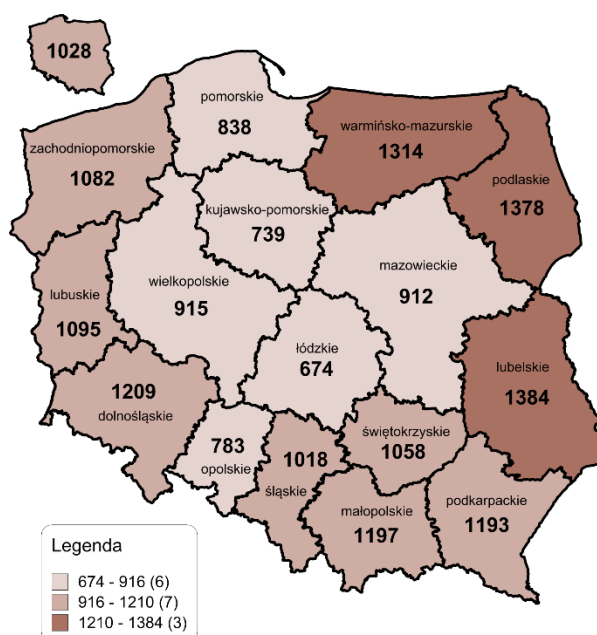 1028
pomorskie
838
warmińsko-mazurskie
1314
zachodniopomorskie
1082
podlaskie
1378
kujawsko-pomorskie
739
mazowieckie
912
wielkopolskie
915
lubuskie
1095
łódzkie
674
lubelskie
1384
1209
dolnośląskie
783
opolskie
1018
śląskie
świętokrzyskie
1058
małopolskie
1197
podkarpackie
1193
Legenda
674 - 916 (6)
916 - 1210 (7)
1210 - 1384 (3)